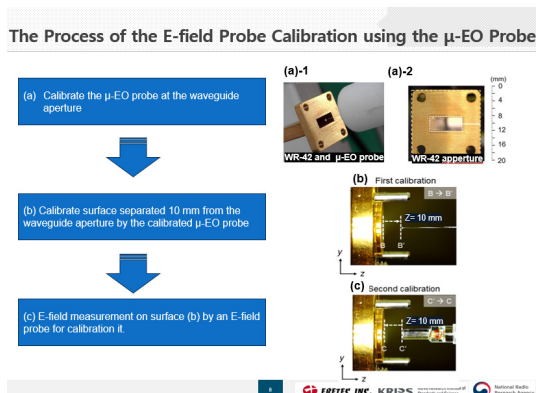 The Process of the E-field Probe Calibration using the μ-EO Probe
(a) Calibrate the μ-EO probe at the waveguide
aperture
(b) Calibrate surface separated 10 mm from the
waveguide aperture by the calibrated μ-EO probe
(c) E-field measurement on surface (b) by an E-field
probe for calibration it.
(a)-1
(a)-2
WR-42 and μ-EO probe
WR-42 apperture
(mm)
0
4
8
12
16
20
(b) First calibration
B → B'
Z= 10 mm
B B'
y
z
(c) Second calibration
C' → C
Z= 10 mm
C C'
y
z
8
ERETEC INC.
KRISS
National Radio
Research Agency